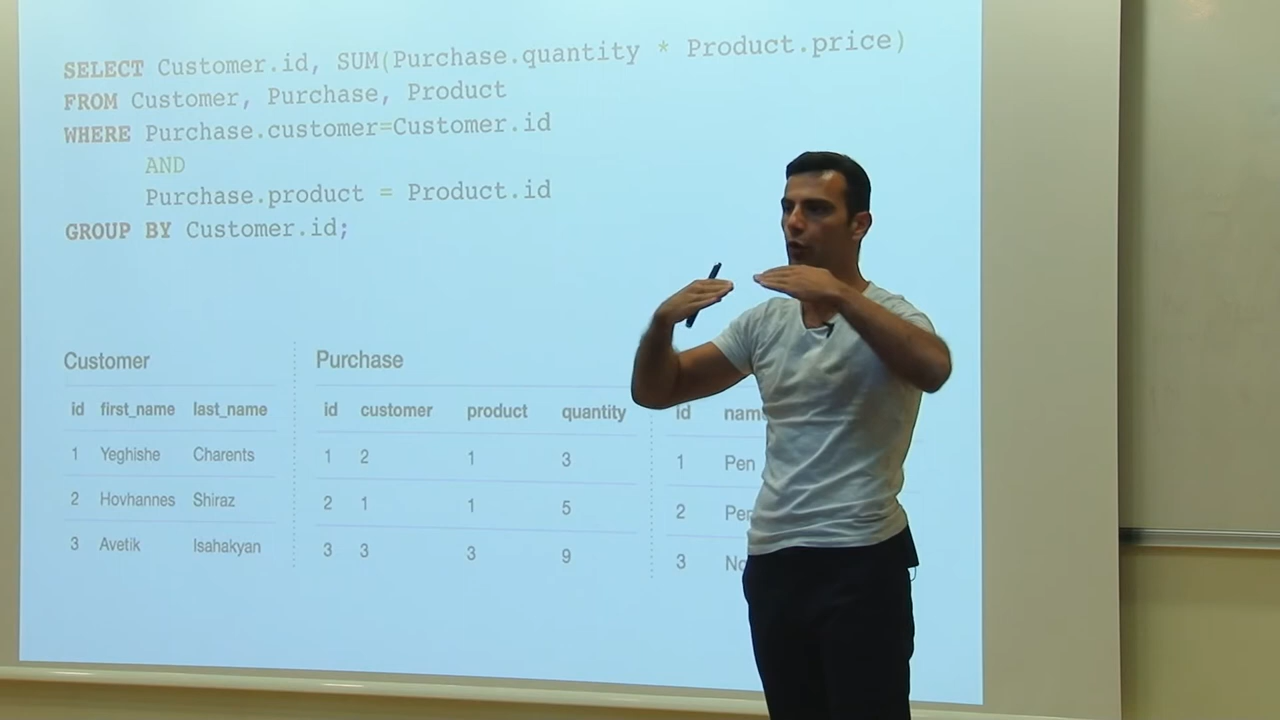 SELECT Customer.id, SUM(Purchase.quantity * Product.price)
FROM Customer, Purchase, Product
WHERE Purchase.customer=Customer.id
AND
Purchase.product = Product.id
GROUP BY Customer.id;
Customer
id first_name last_name
1 Yeghishe Charents
2 Hovhannes Shiraz
3 Avetik Isahakyan
Purchase
id customer product quantity
1 2 1 3
2 1 1 5
3 3 3 9
id
1 Pen
2
3